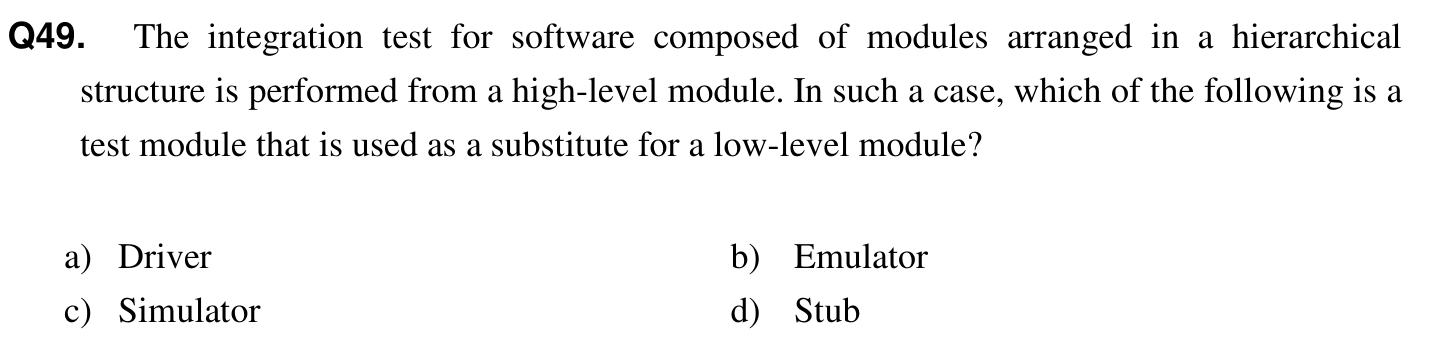 Q49. The integration test for software composed of modules arranged in a hierarchical
structure is performed from a high-level module. In such a case, which of the following is a
test module that is used as a substitute for a low-level module?
a) Driver b) Emulator
c) Simulator d) Stub